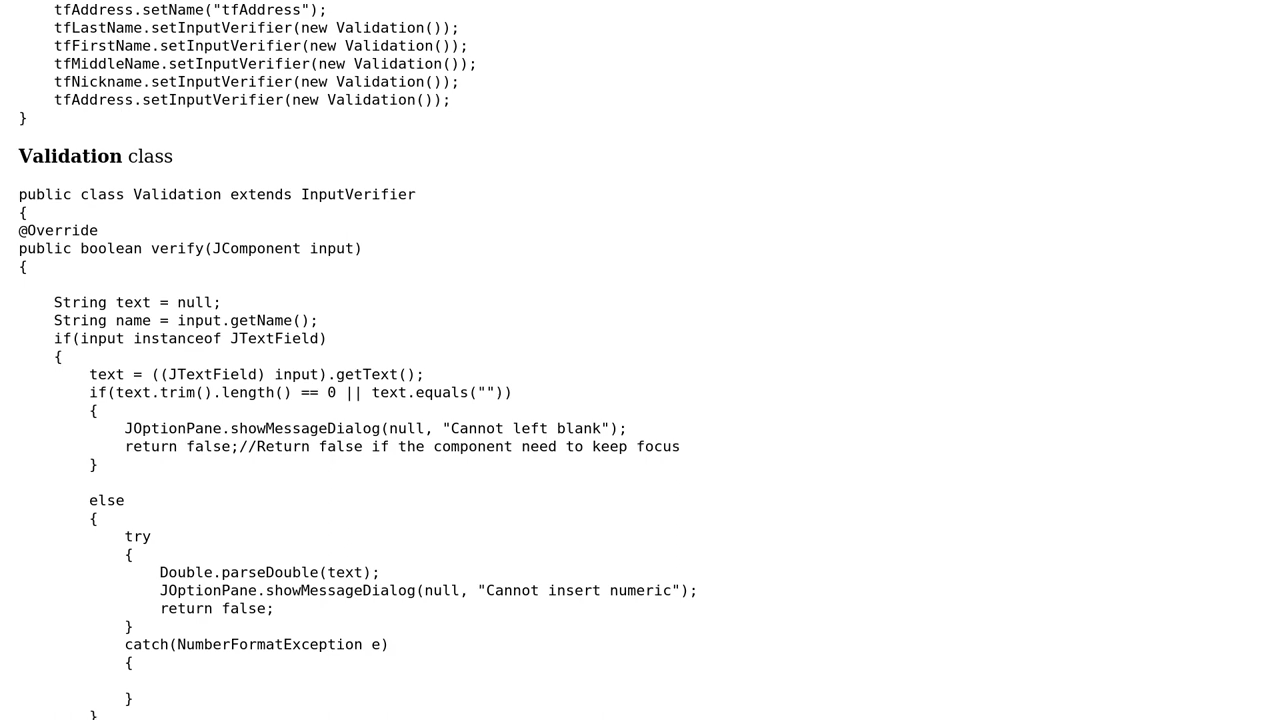 tfAddress.setName("tfAddress");
tfLastName.setInputVerifier(new Validation());
tfFirstName.setInputVerifier(new Validation());
tfMiddleName.setInputVerifier(new Validation());
tfNickname.setInputVerifier(new Validation());
tfAddress.setInputVerifier(new Validation());
}
Validation class
public class Validation extends InputVerifier
{
@Override
public boolean verify(JComponent input)
{
String text = null;
String name = input.getName();
if(input instanceof JTextField)
{
text = ((JTextField) input).getText();
if(text.trim().length() == 0 || text.equals(""))
{
JOptionPane.showMessageDialog(null, "Cannot left blank");
return false;//Return false if the component need to keep focus
}
else
{
try
{
Double.parseDouble(text);
JOptionPane.showMessageDialog(null, "Cannot insert numeric");
return false;
}
catch(NumberFormatException e)
{
}
}